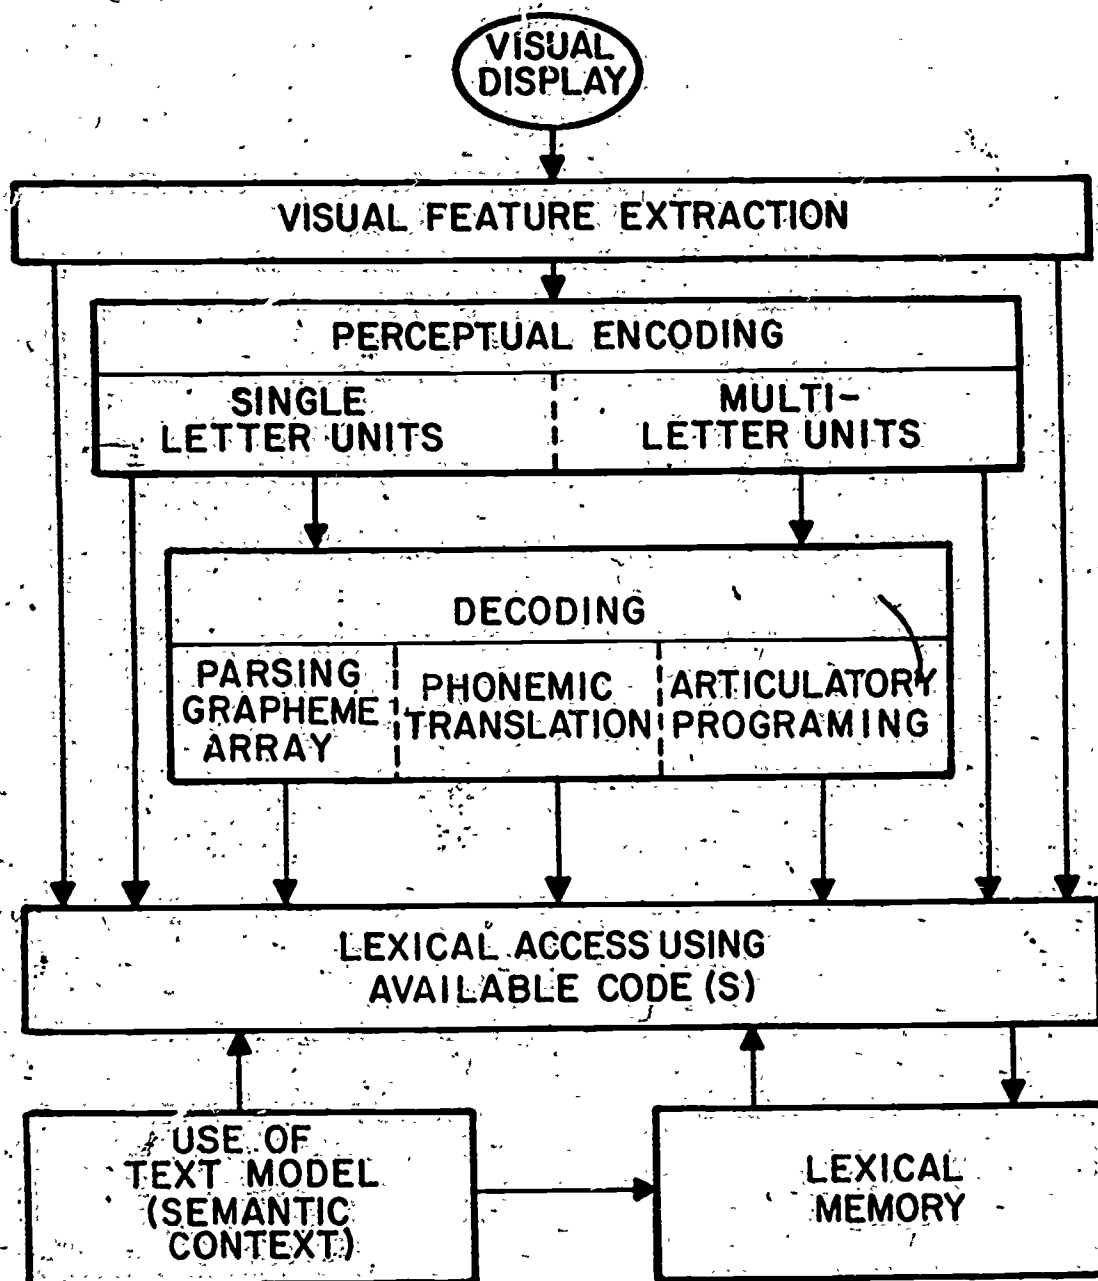 VISUAL
DISPLAY
VISUAL FEATURE EXTRACTION
PERCEPTUAL ENCODING
SINGLE
LETTER UNITS
MULTI-
LETTER UNITS
DECODING
PARSING
GRAPHEME
ARRAY
PHONEMIC
TRANSLATION
ARTICULATORY
PROGRAMING
LEXICAL ACCESS USING
AVAILABLE CODE (S)
USE OF
TEXT MODEL
(SEMANTIC
CONTEXT)
LEXICAL
MEMORY